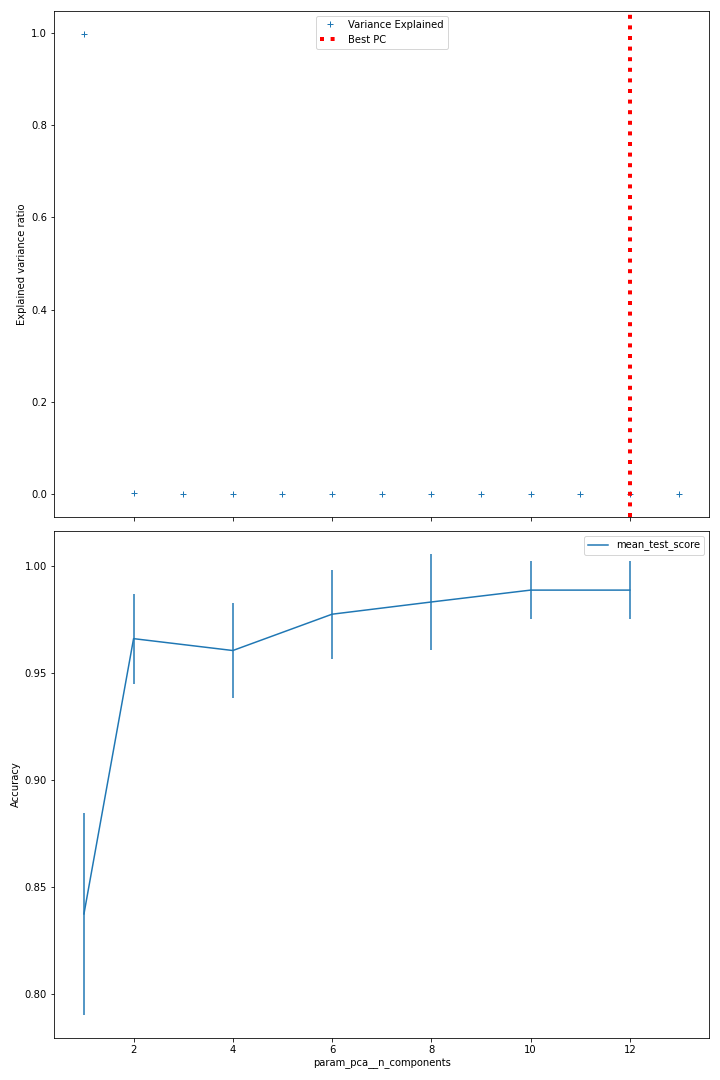 Variance Explained
Best PC
1.0
0.8
0.6
0.4
0.2
0.0
Explained variance ratio
mean_test_score
1.00
0.95
0.90
0.85
0.80
Accuracy
2 4 6 8 10 12
param_pca__n_components